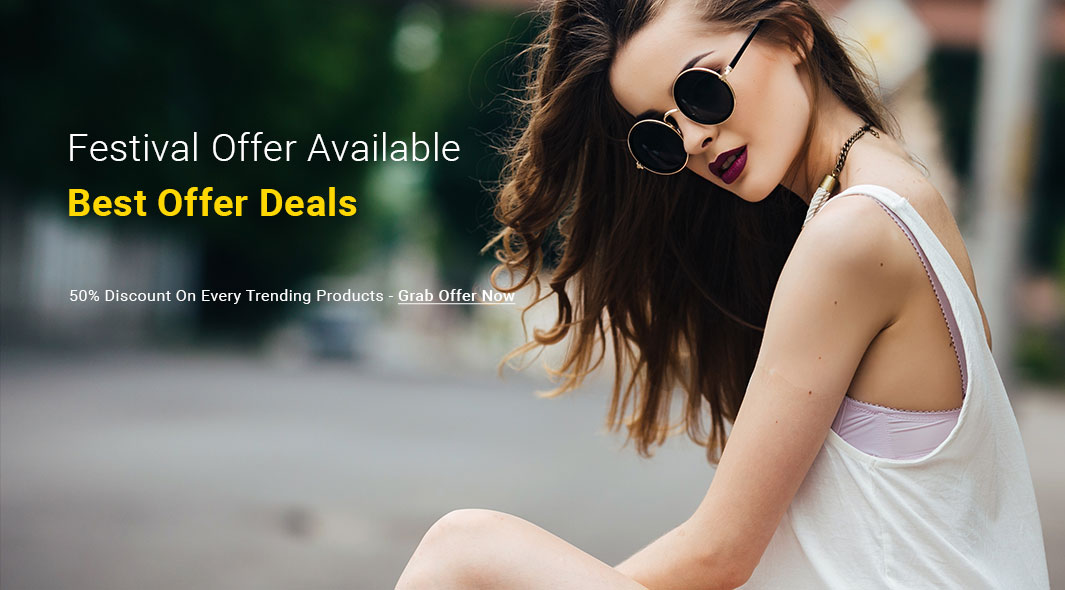 Festival Offer Available
Best Offer Deals
50% Discount On Every Trending Products - Grab Offer Now